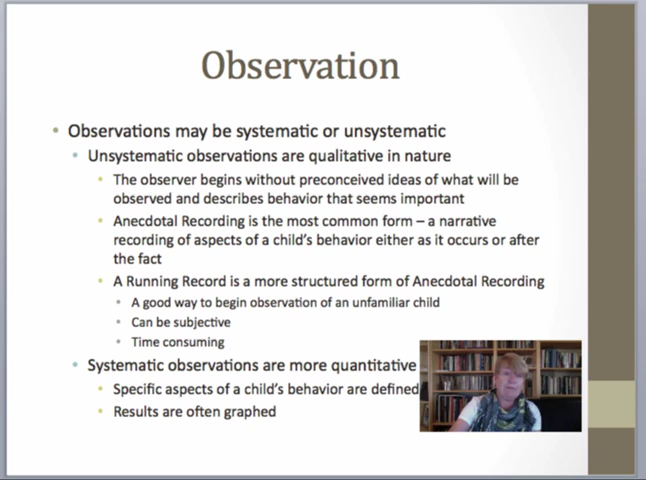 Observation
• Observations may be systematic or unsystematic
• Unsystematic observations are qualitative in nature
• The observer begins without preconceived ideas of what will be
observed and describes behavior that seems important
• Anecdotal Recording is the most common form – a narrative
recording of aspects of a child's behavior either as it occurs or after
the fact
• A Running Record is a more structured form of Anecdotal Recording
• A good way to begin observation of an unfamiliar child
• Can be subjective
• Time consuming
• Systematic observations are more quantitative
• Specific aspects of a child's behavior are defined
• Results are often graphed